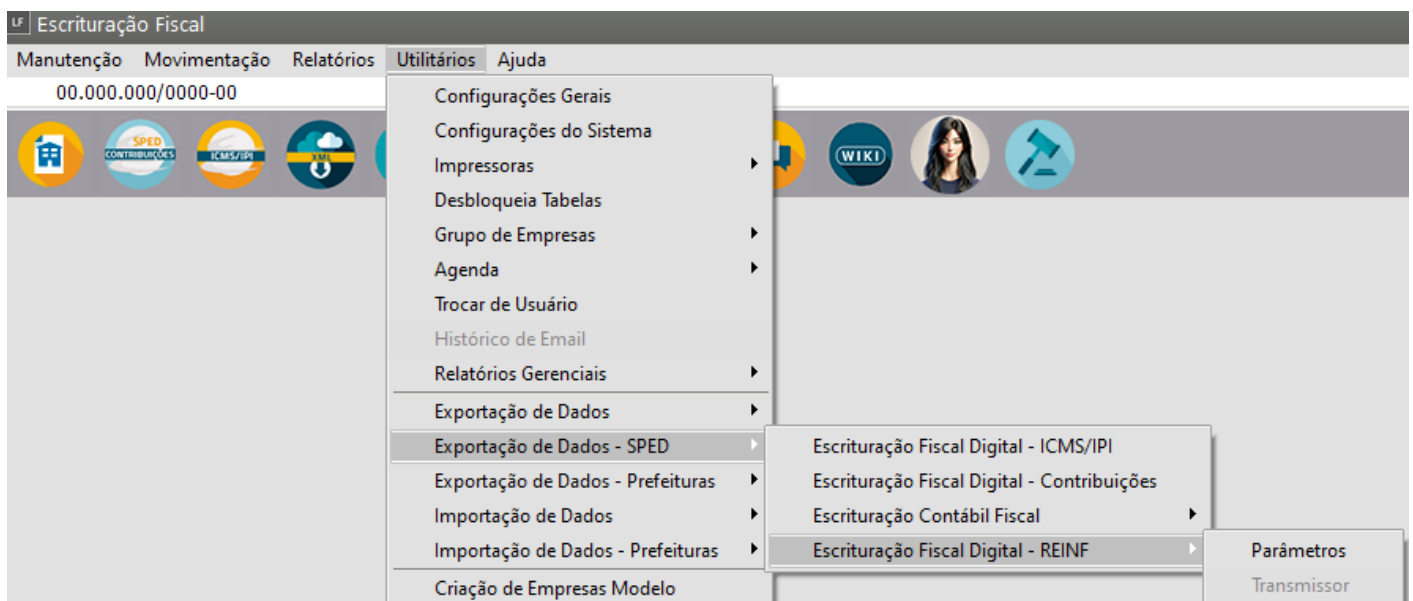 LF Escrituração Fiscal
Manutenção Movimentação Relatórios Utilitários Ajuda
00.000.000/0000-00
SPED CONTRIBUIÇÕES
ICMS/IPI
XML
WIKI
Configurações Gerais
Configurações do Sistema
Impressoras
Desbloqueia Tabelas
Grupo de Empresas
Agenda
Trocar de Usuário
Histórico de Email
Relatórios Gerenciais
Exportação de Dados
Exportação de Dados - SPED
Exportação de Dados - Prefeituras
Importação de Dados
Importação de Dados - Prefeituras
Criação de Empresas Modelo
Escrituração Fiscal Digital - ICMS/IPI
Escrituração Fiscal Digital - Contribuições
Escrituração Contábil Fiscal
Escrituração Fiscal Digital - REINF
Parâmetros
Transmissor